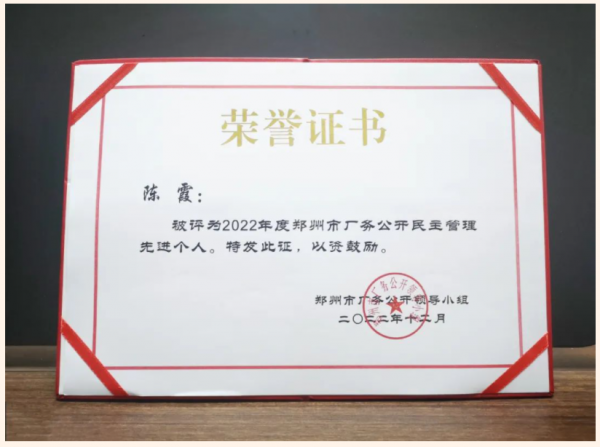 荣誉证书
陈 霞：
被评为2022年度郑州市厂务公开民主管理
先进个人。特发此证，以资鼓励。
郑州市厂务公开领导小组
二〇二二年十二月